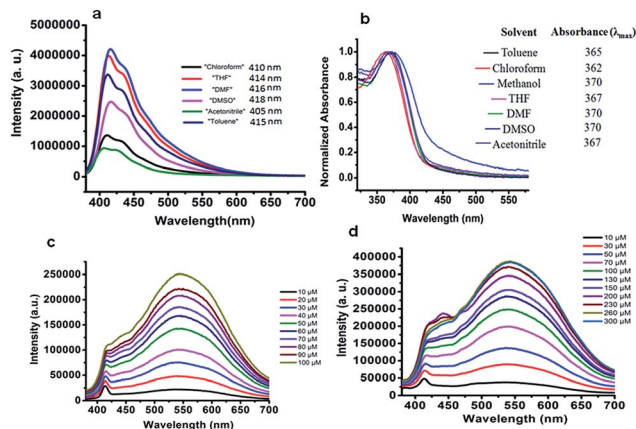 a
b
Intensity (a. u.)
5000000
4000000
3000000
2000000
1000000
0
"Chloroform" 410 nm
"THF" 414 nm
"DMF" 416 nm
"DMSO" 418 nm
"Acetonitrile" 405 nm
"Toluene" 415 nm
400 450 500 550 600 650 700
Wavelength(nm)
Normalized Absorbance
1.0
0.8
0.6
0.4
0.2
0.0
350 400 450 500 550
Wavelength (nm)
Solvent Absorbance (λmax)
Toluene 365
Chloroform 362
Methanol 370
THF 367
DMF 370
DMSO 370
Acetonitrile 367
c
d
Intensity (a.u.)
250000
200000
150000
100000
50000
0
10 µM
20 µM
30 µM
40 µM
50 µM
60 µM
70 µM
80 µM
90 µM
100 µM
400 450 500 550 600 650 700
Wavelength (nm)
Intensity (a.u.)
400000
350000
300000
250000
200000
150000
100000
50000
0
10 µM
30 µM
50 µM
70 µM
100 µM
130 µM
150 µM
200 µM
230 µM
260 µM
300 µM
400 450 500 550 600 650 700
Wavelength (nm)